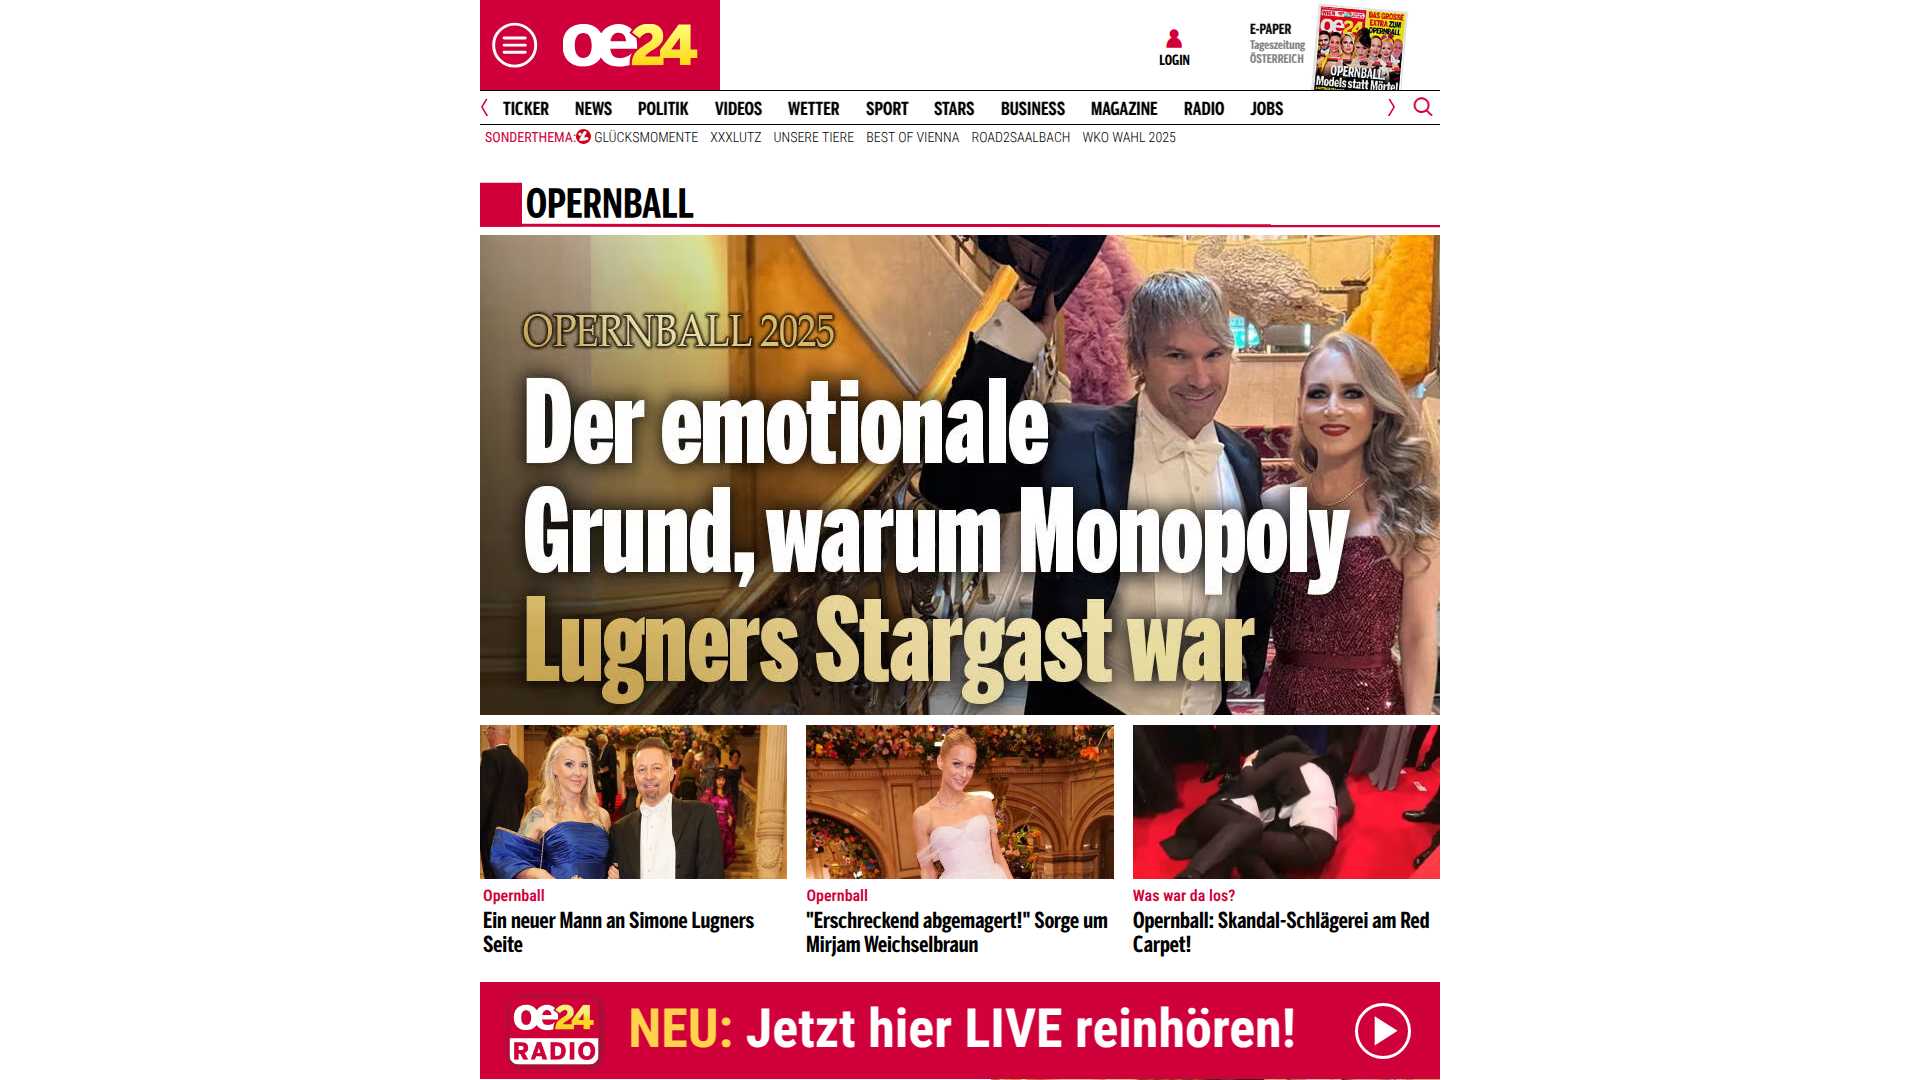 oe24
LOGIN
E-PAPER
Tageszeitung
ÖSTERREICH
oe24
DAS GROSSE
EXTRA ZUM
OPERNBALL
OPERNBALL:
Models statt Mörtel
TICKER NEWS POLITIK VIDEOS WETTER SPORT STARS BUSINESS MAGAZINE RADIO JOBS
SONDERTHEMA: GLÜCKSMOMENTE XXXLUTZ UNSERE TIERE BEST OF VIENNA ROAD2SAALBACH WKO WAHL 2025
OPERNBALL
OPERNBALL 2025
Der emotionale
Grund, warum Monopoly
Lugners Stargast war
Opernball
Ein neuer Mann an Simone Lugners
Seite
Opernball
"Erschreckend abgemagert!" Sorge um
Mirjam Weichselbraun
Was war da los?
Opernball: Skandal-Schlägerei am Red
Carpet!
oe24
RADIO
NEU: Jetzt hier LIVE reinhören!